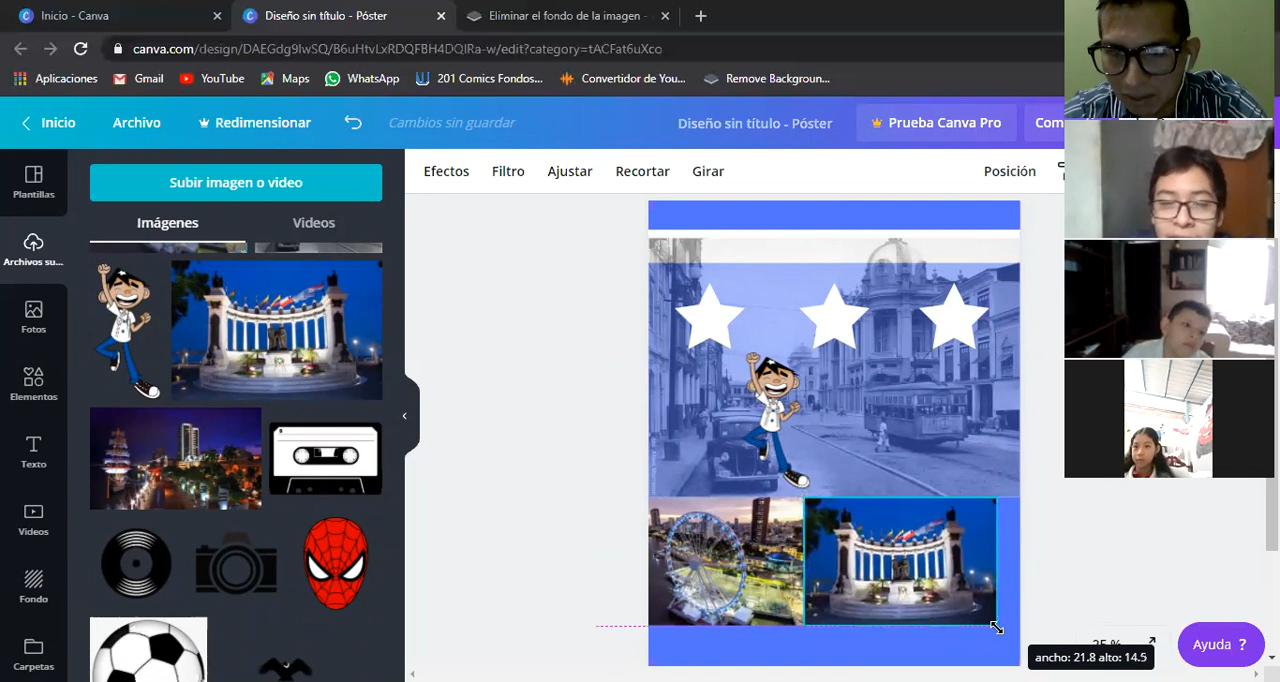 Inicio - Canva
Diseño sin título - Póster
Eliminar el fondo de la imagen -
canva.com/design/DAEGdg9IwSQ/B6uHtvLxRDQFBH4DQIRa-w/edit?category=tACFat6uXco
Aplicaciones
Gmail
YouTube
Maps
WhatsApp
201 Comics Fondos...
Convertidor de You...
Remove Backgroun...
Inicio
Archivo
Redimensionar
Cambios sin guardar
Diseño sin título - Póster
Prueba Canva Pro
Com
Plantillas
Archivos su...
Fotos
Elementos
Texto
Videos
Fondo
Carpetas
Subir imagen o video
Imágenes
Videos
Efectos
Filtro
Ajustar
Recortar
Girar
Posición
25 %
ancho: 21.8 alto: 14.5
Ayuda ?